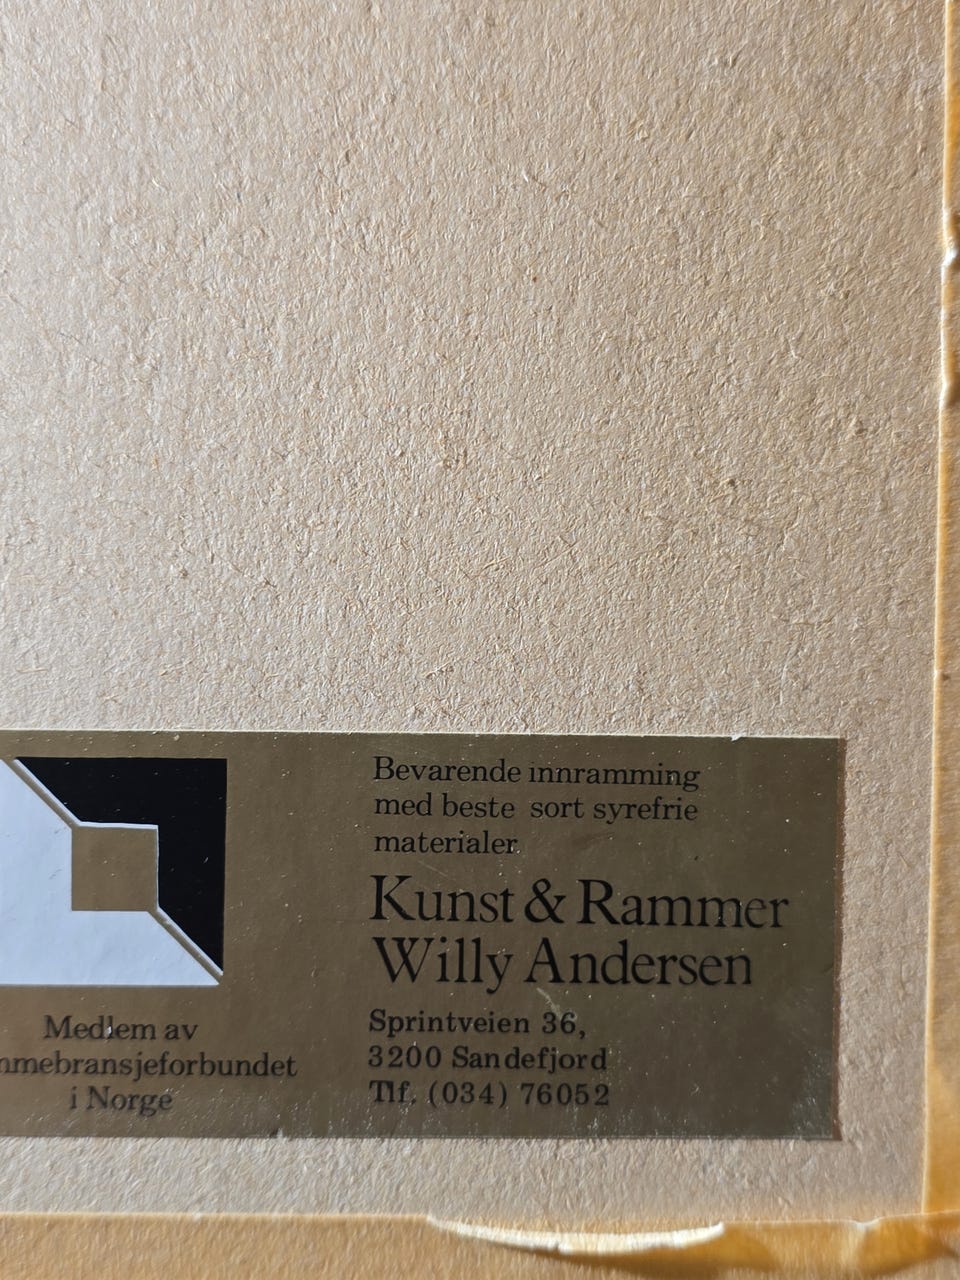 Bevarende innramming
med beste sort syrefrie
materialer.
Kunst & Rammer
Willy Andersen
Sprintveien 36,
3200 Sandefjord
Tlf. (034) 76052
Medlem av
mmebransjeforbundet
i Norge